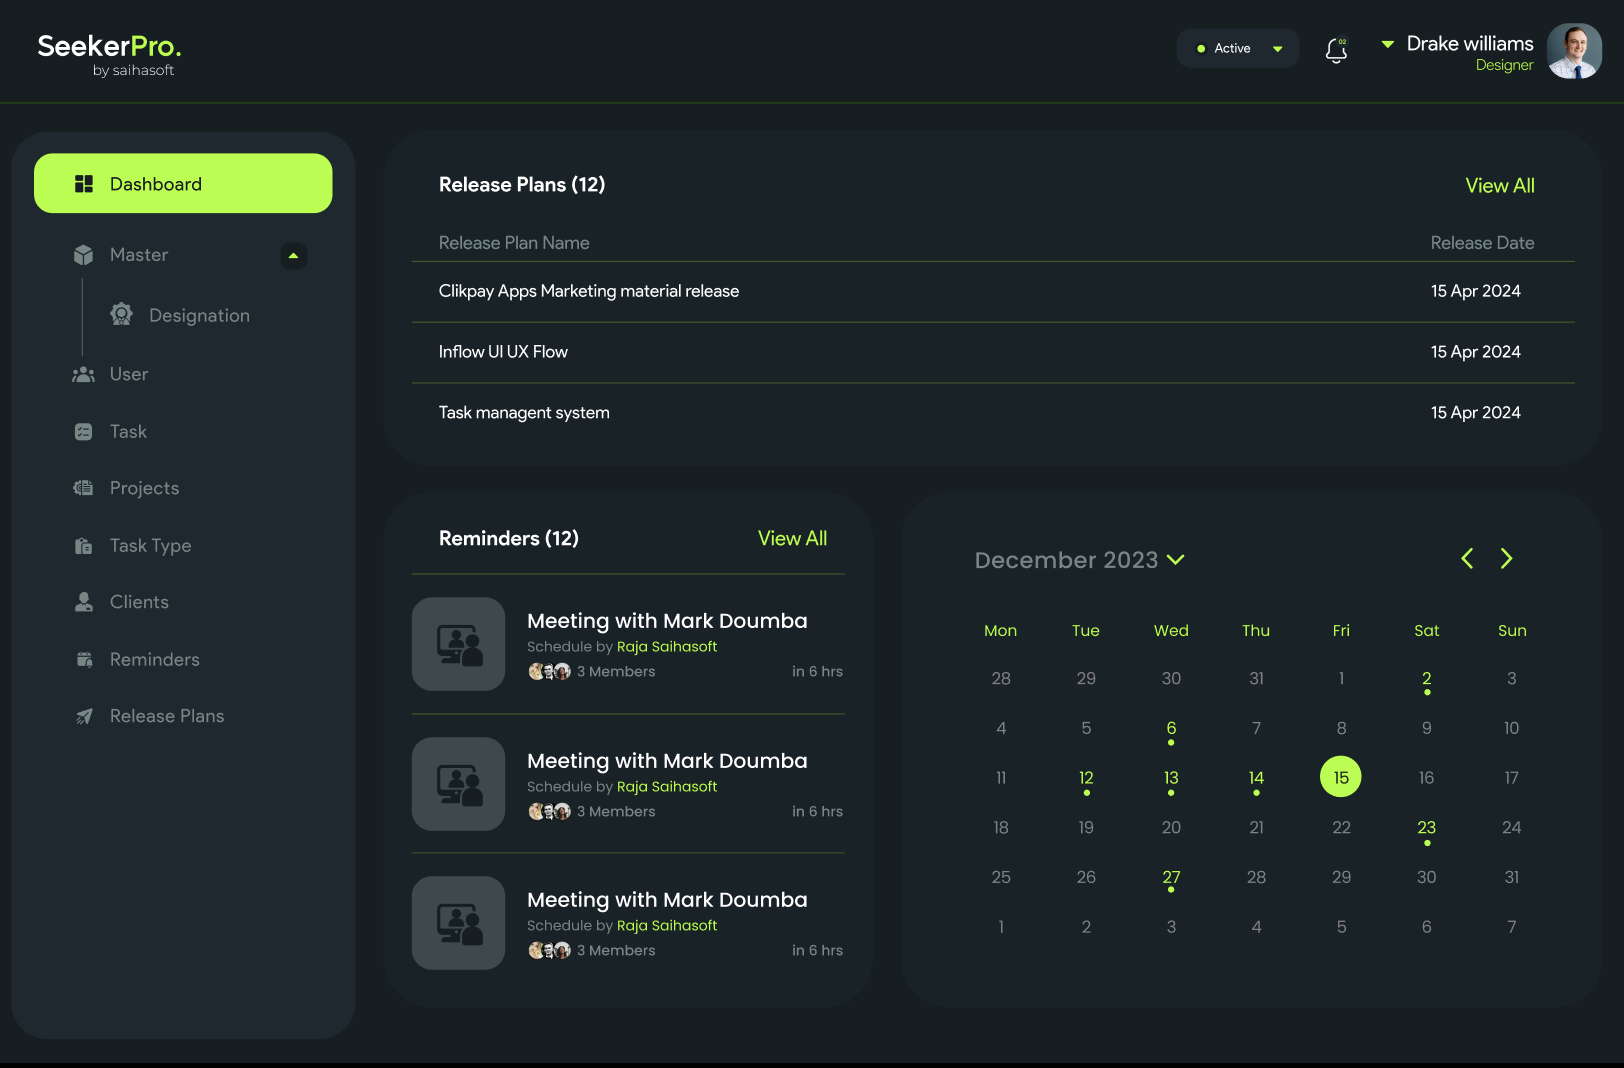 SeekerPro.
by saihasoft
Active
02
Drake williams
Designer
Dashboard
Master
Designation
User
Task
Projects
Task Type
Clients
Reminders
Release Plans
Release Plans (12)
View All
Release Plan Name
Release Date
Clikpay Apps Marketing material release
15 Apr 2024
Inflow UI UX Flow
15 Apr 2024
Task managent system
15 Apr 2024
Reminders (12)
View All
Meeting with Mark Doumba
Schedule by Raja Saihasoft
3 Members
in 6 hrs
Meeting with Mark Doumba
Schedule by Raja Saihasoft
3 Members
in 6 hrs
Meeting with Mark Doumba
Schedule by Raja Saihasoft
3 Members
in 6 hrs
December 2023
Mon Tue Wed Thu Fri Sat Sun
28 29 30 31 1 2 3
4 5 6 7 8 9 10
11 12 13 14 15 16 17
18 19 20 21 22 23 24
25 26 27 28 29 30 31
1 2 3 4 5 6 7